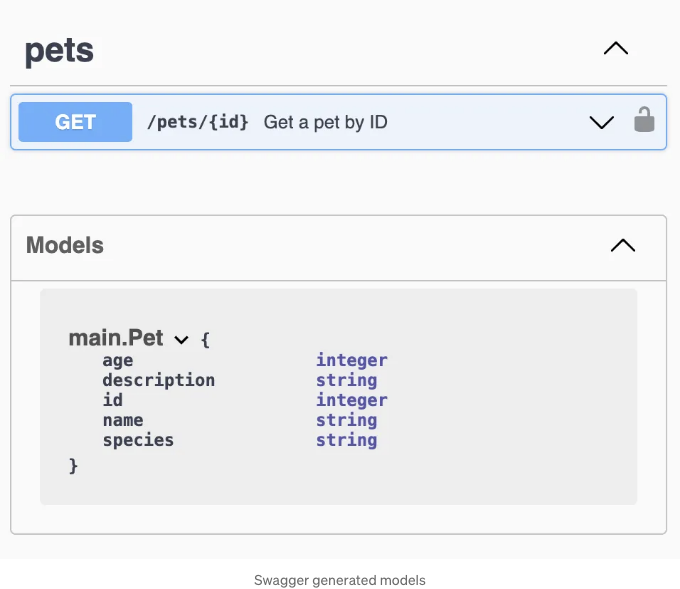 pets
GET /pets/{id} Get a pet by ID
Models
main.Pet {
age integer
description string
id integer
name string
species string
}
Swagger generated models